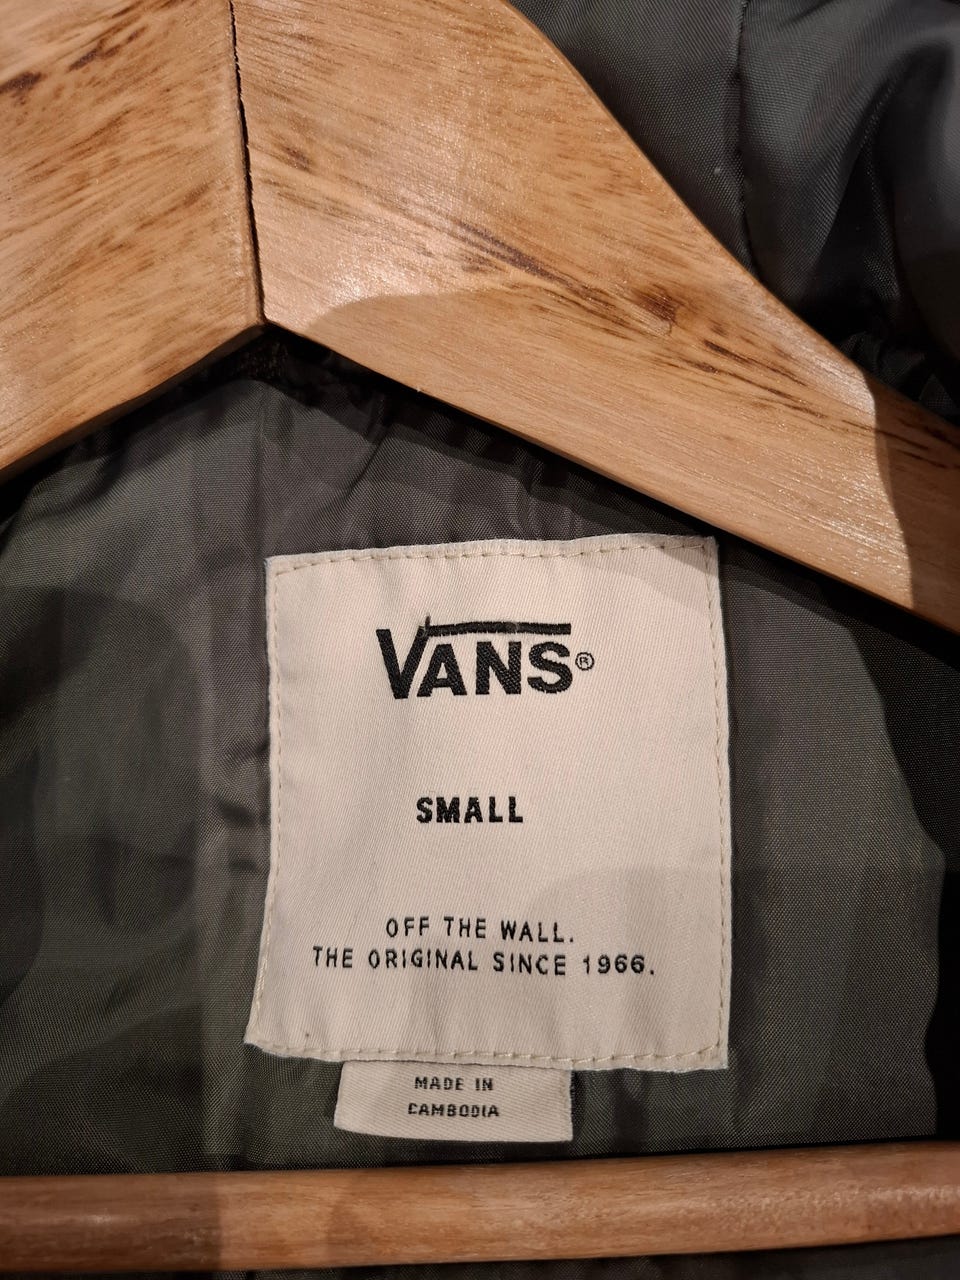 VANS®
SMALL
OFF THE WALL.
THE ORIGINAL SINCE 1966.
MADE IN
CAMBODIA